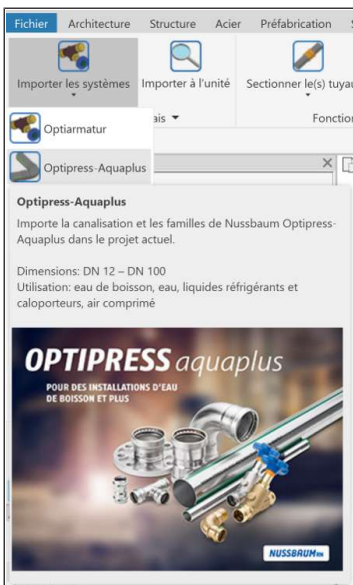 Fichier Architecture Structure Acier Préfabrication S
Importer les systèmes Importer à l'unité Sectionner le(s) tuyau
ais Fonction
Optiarmatur
Optipress-Aquaplus
Optipress-Aquaplus
Importe la canalisation et les familles de Nussbaum Optipress-
Aquaplus dans le projet actuel.
Dimensions: DN 12 – DN 100
Utilisation: eau de boisson, eau, liquides réfrigérants et
caloporteurs, air comprimé
OPTIPRESS aquaplus
POUR DES INSTALLATIONS D'EAU
DE BOISSON ET PLUS
NUSSBAUM RN